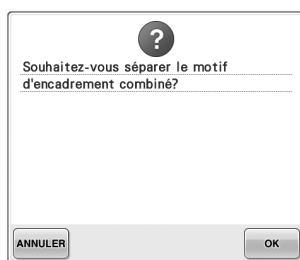 ?
Souhaitez-vous séparer le motif
d'encadrement combiné?
ANNULER
OK